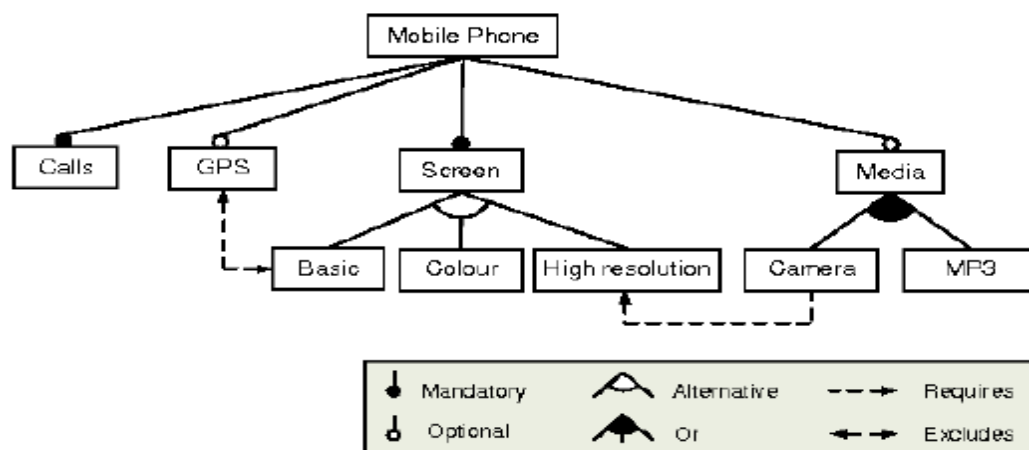 Mobile Phone
Calls GPS Screen Media
Basic Colour High resolution Camera MP3
Mandatory Alternative Requires
Optional Or Excludes